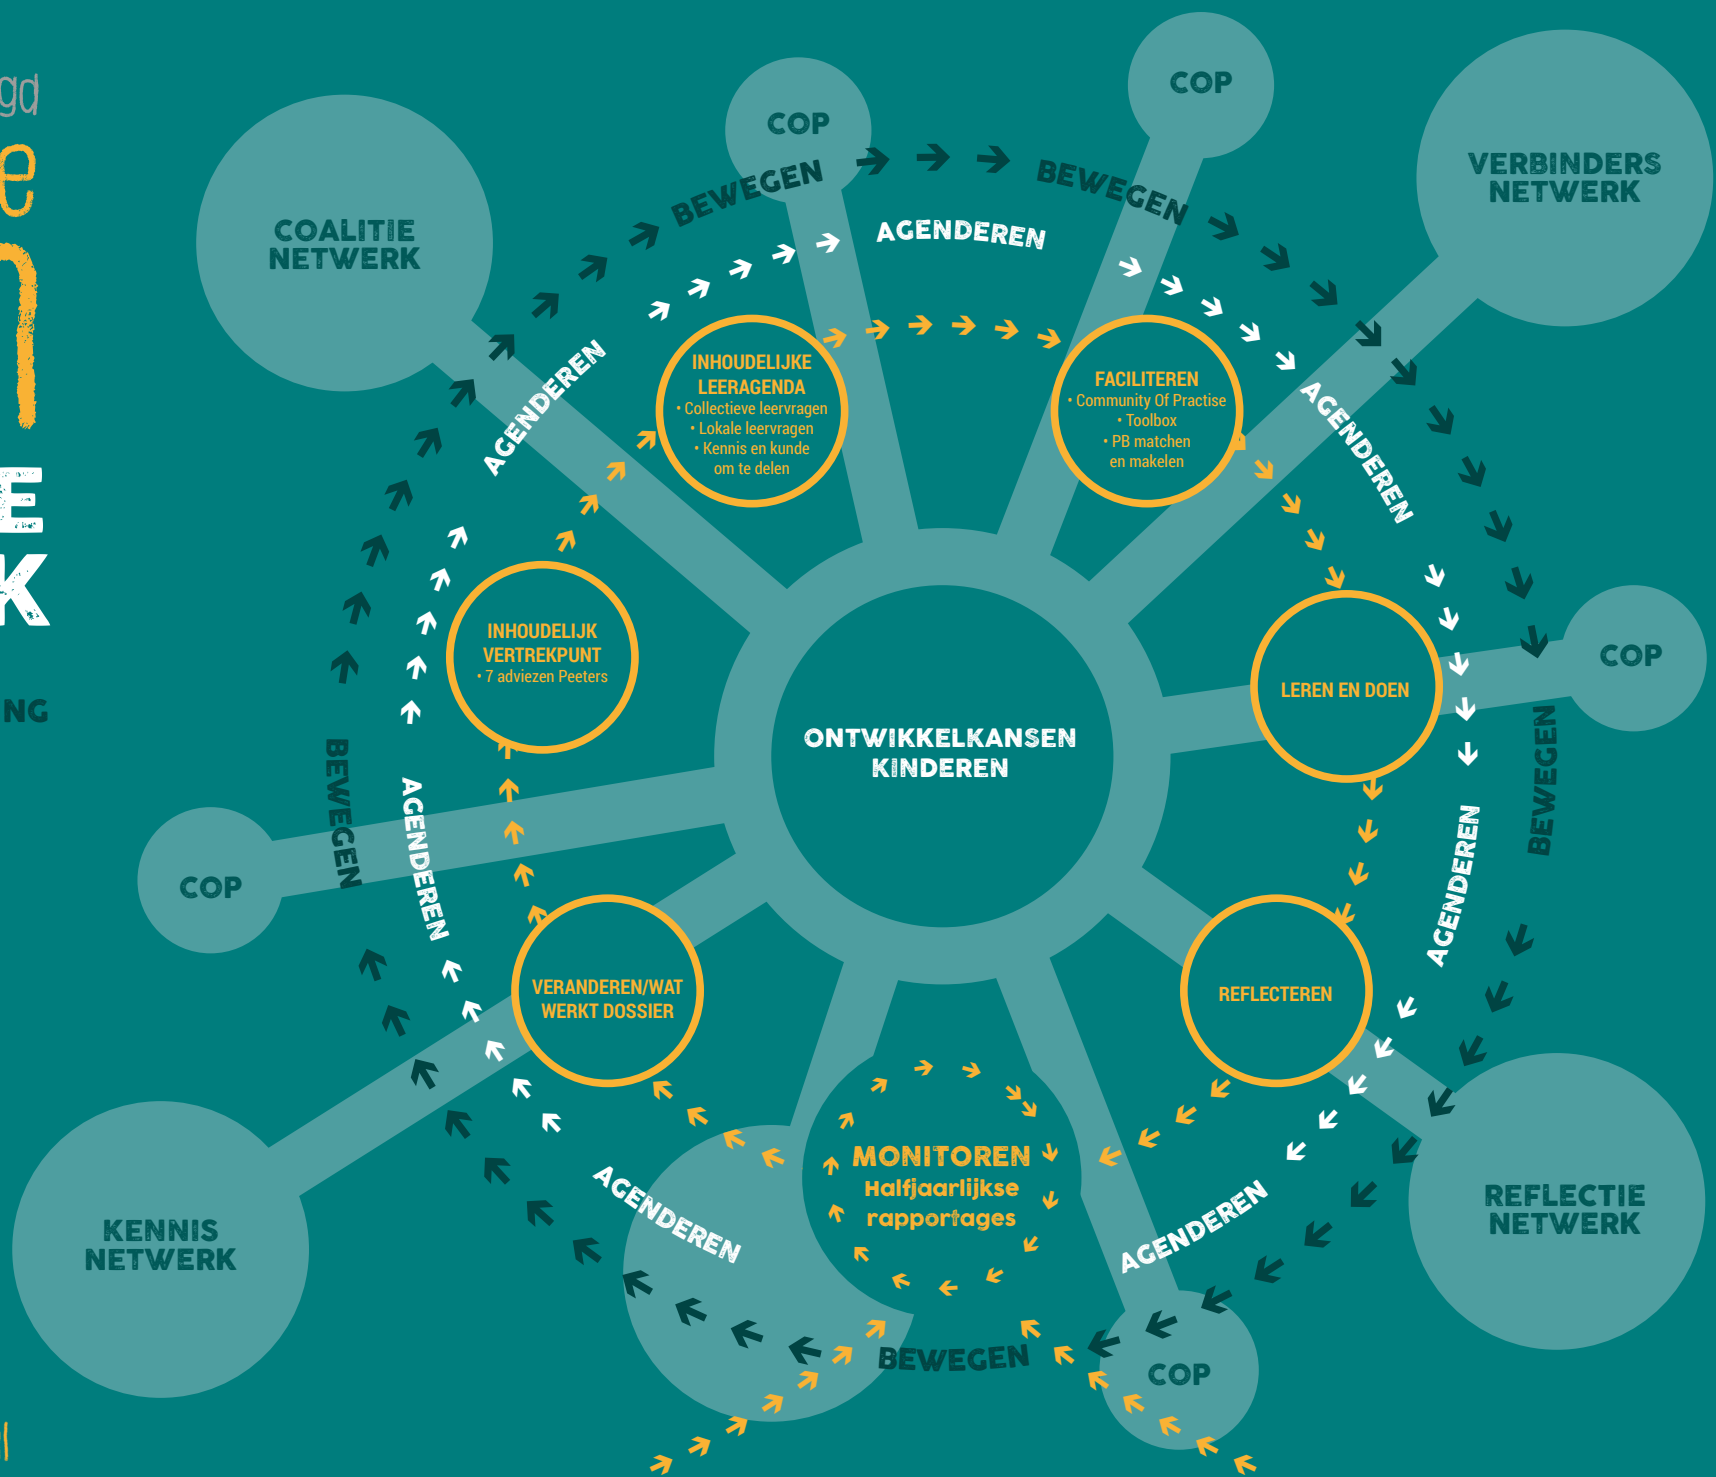 gd
e
n
E
K
NG
COP
COP
VERBINDERS
NETWERK
COALITIE
NETWERK
BEWEGEN
BEWEGEN
AGENDEREN
AGENDEREN
AGENDEREN
INHOUDELIJKE
LEERAGENDA
• Collectieve leervragen
• Lokale leervragen
• Kennis en kunde
om te delen
FACILITEREN
• Community Of Practise
• Toolbox
• PB matchen
en makelen
INHOUDELIJK
VERTREKPUNT
• 7 adviezen Peeters
LEREN EN DOEN
COP
ONTWIKKELKANSEN
KINDEREN
BEWEGEN
AGENDEREN
AGENDEREN
BEWEGEN
COP
VERANDEREN/WAT
WERKT DOSSIER
REFLECTEREN
MONITOREN
Halfjaarlijkse
rapportages
AGENDEREN
AGENDEREN
KENNIS
NETWERK
REFLECTIE
NETWERK
BEWEGEN
COP